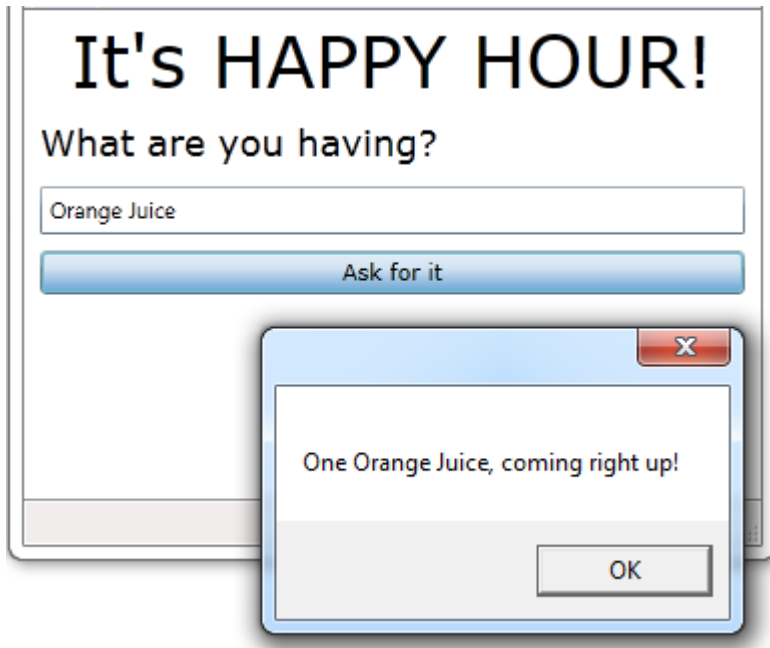 It's HAPPY HOUR!
What are you having?
Orange Juice
Ask for it
One Orange Juice, coming right up!
OK